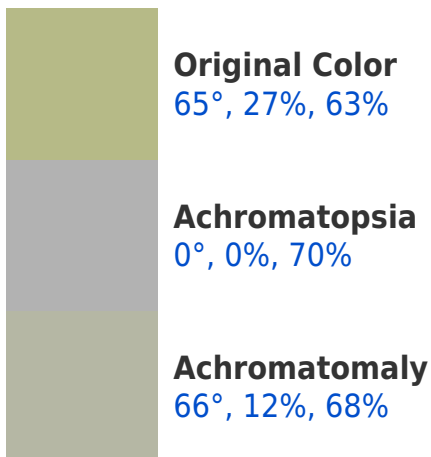 Original Color
65°, 27%, 63%
Achromatopsia
0°, 0%, 70%
Achromatomaly
66°, 12%, 68%